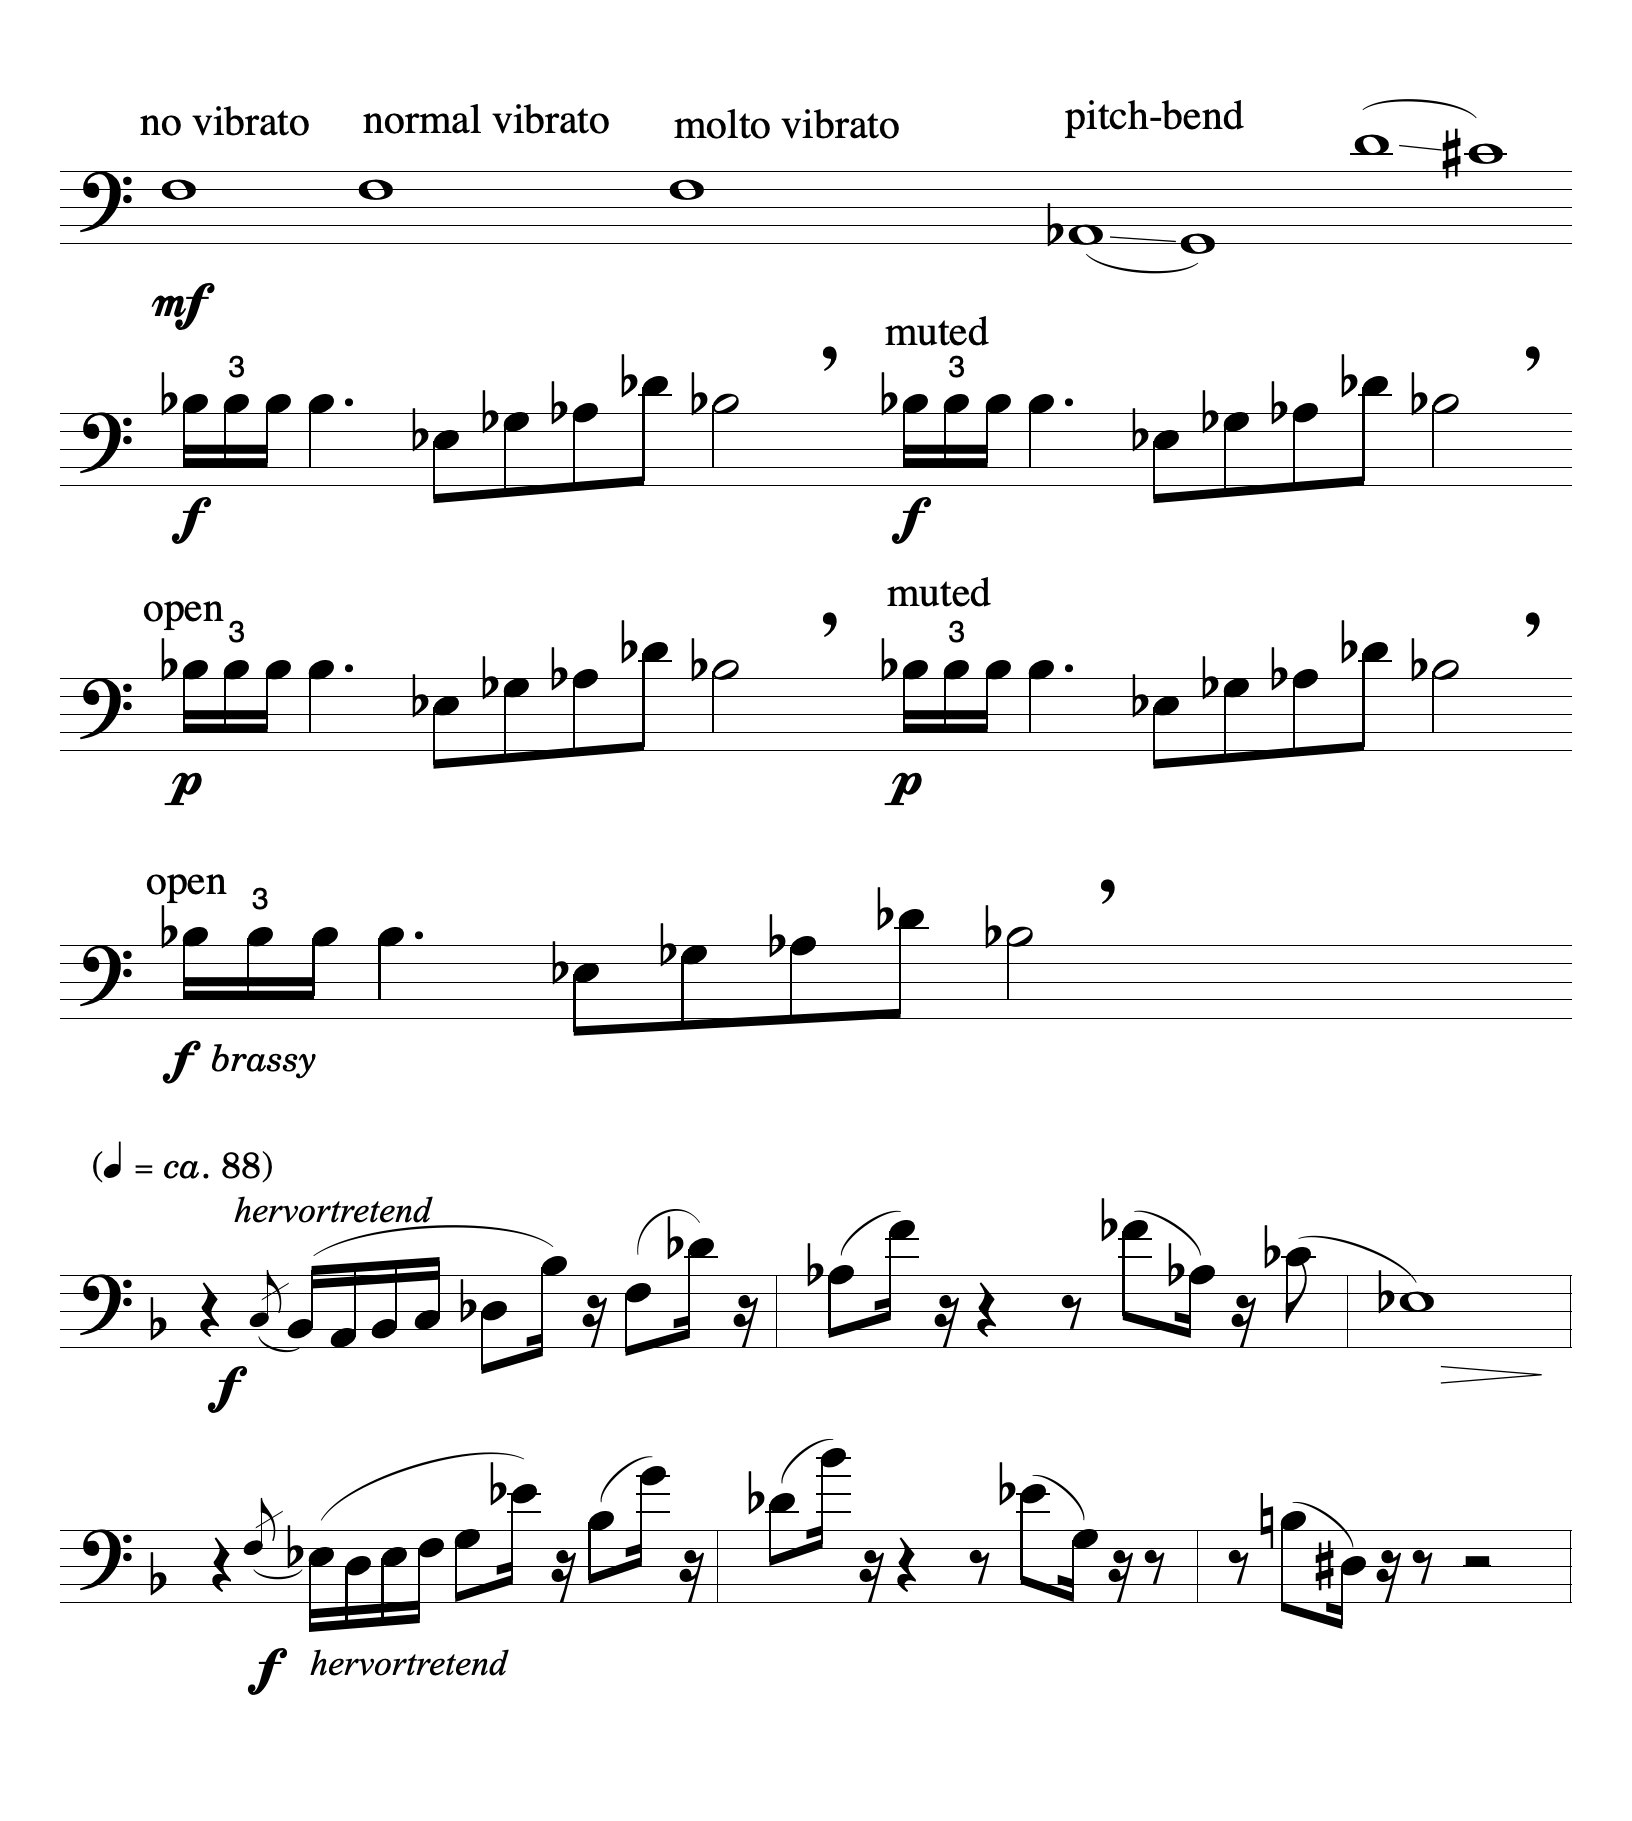 no vibrato normal vibrato molto vibrato pitch-bend
mf
muted
3 3
f f
open muted
3 3
p p
open
3
f brassy
(♩ = ca. 88)
hervortretend
f
f hervortretend